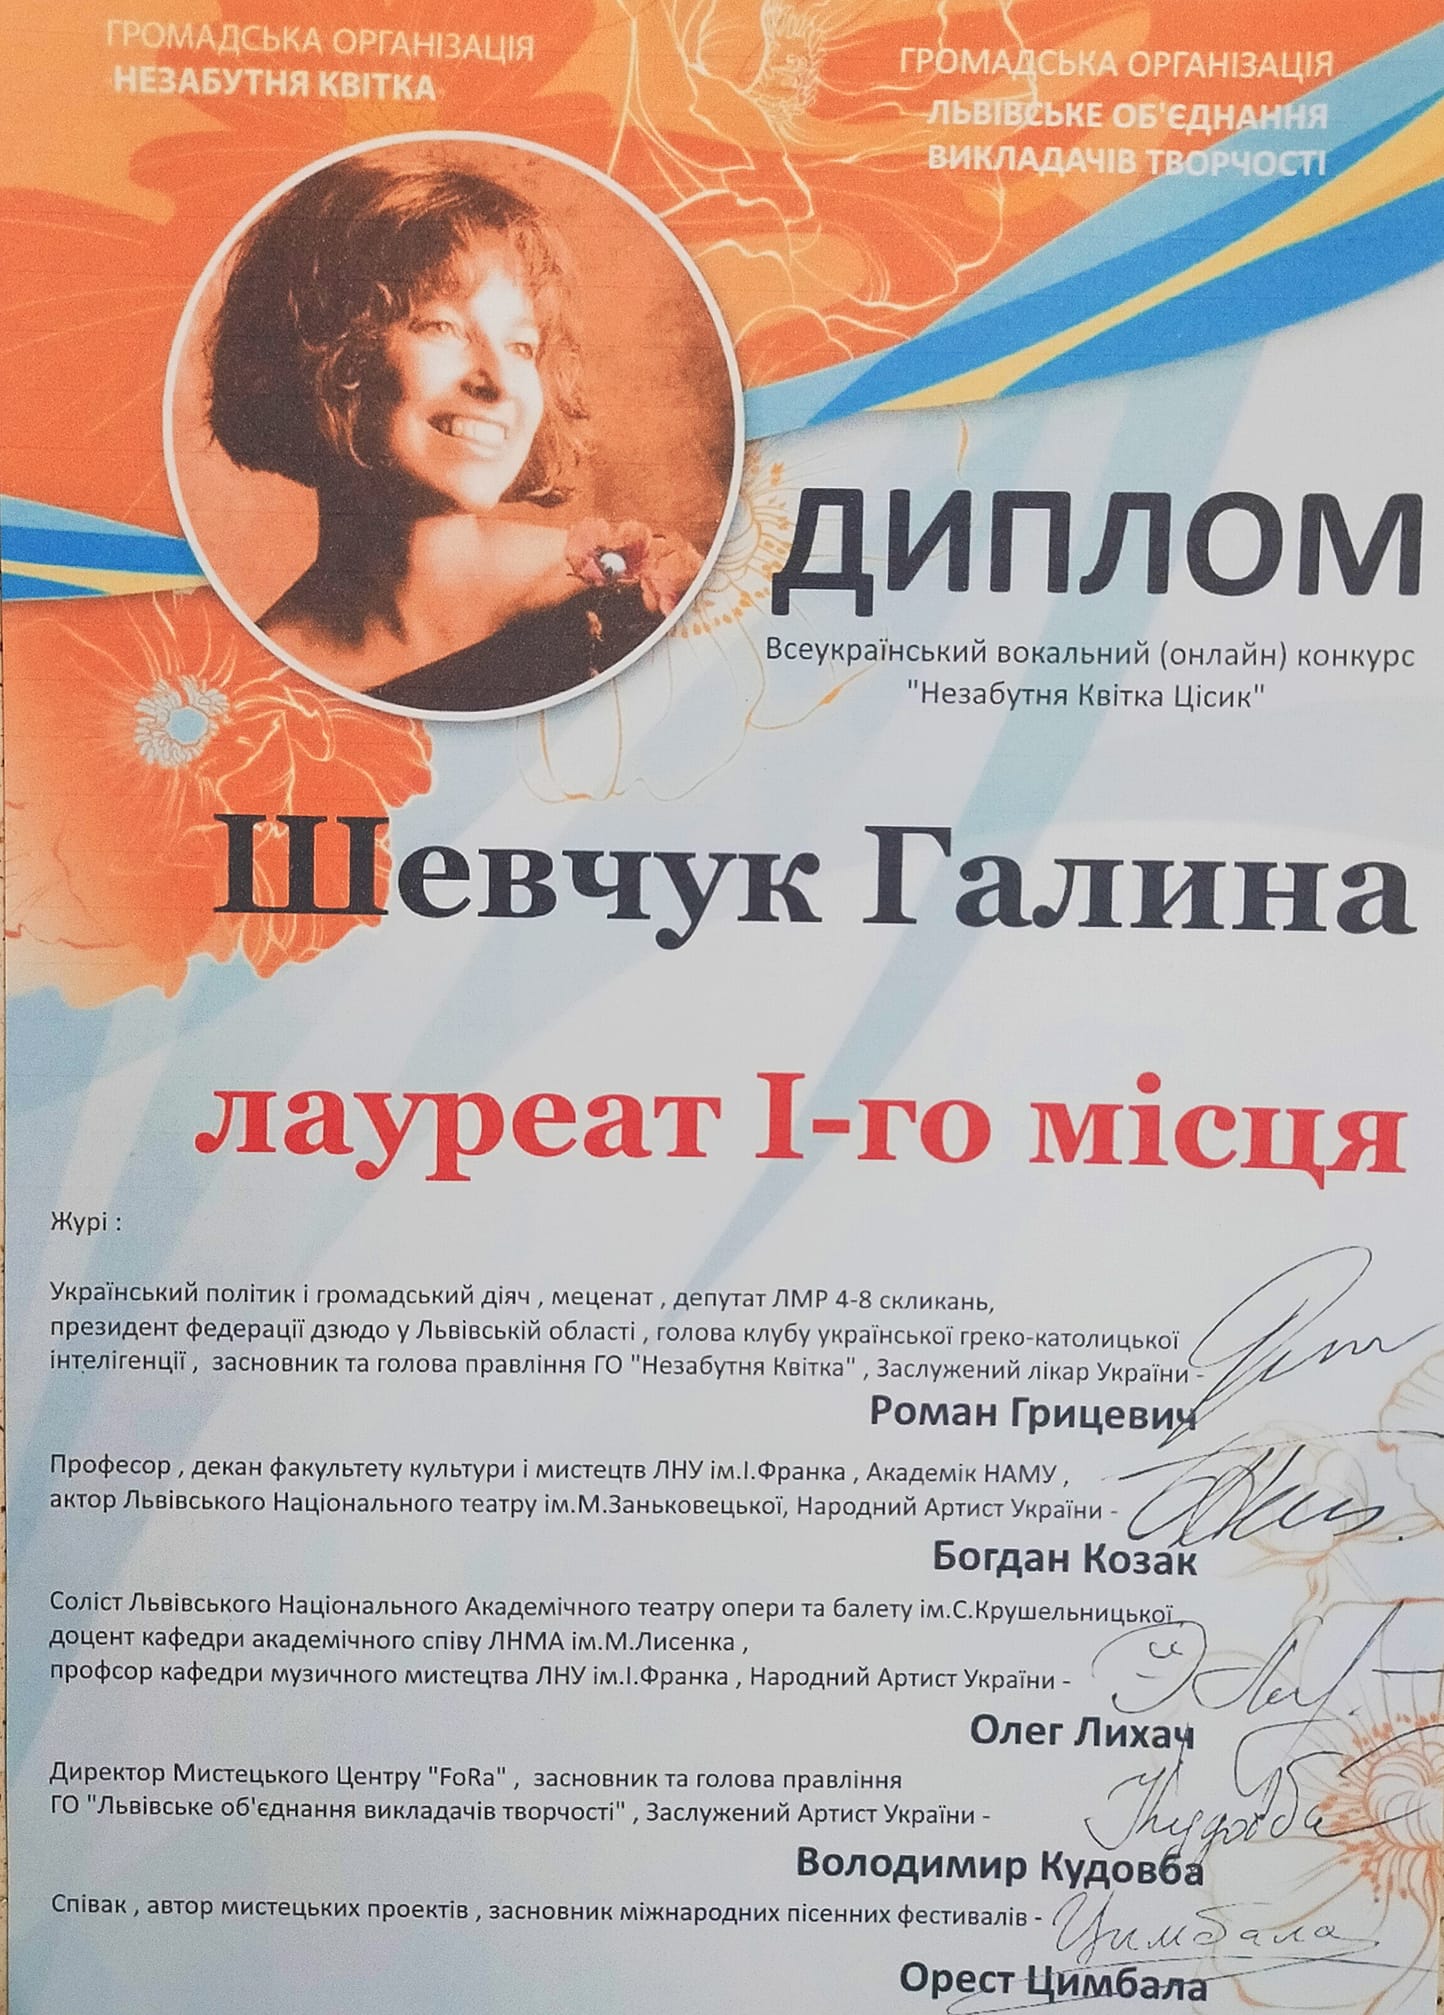 ГРОМАДСЬКА ОРГАНІЗАЦІЯ
НЕЗАБУТНЯ КВІТКА
ГРОМАДСЬКА ОРГАНІЗАЦІЯ
ЛЬВІВСЬКЕ ОБ'ЄДНАННЯ
ВИКЛАДАЧІВ ТВОРЧОСТІ
ДИПЛОМ
Всеукраїнський вокальний (онлайн) конкурс
"Незабутня Квітка Цісик"
Шевчук Галина
лауреат І-го місця
Журі :
Український політик і громадський діяч , меценат , депутат ЛМР 4-8 скликань,
президент федерації дзюдо у Львівській області , голова клубу української греко-католицької
інтелігенції , засновник та голова правління ГО "Незабутня Квітка" , Заслужений лікар України -
Роман Грицевич
Професор , декан факультету культури і мистецтв ЛНУ ім.І.Франка , Академік НАМУ ,
актор Львівського Національного театру ім.М.Заньковецької, Народний Артист України -
Богдан Козак
Соліст Львівського Національного Академічного театру опери та балету ім.С.Крушельницької,
доцент кафедри академічного співу ЛНМА ім.М.Лисенка ,
профсор кафедри музичного мистецтва ЛНУ ім.І.Франка , Народний Артист України -
Олег Лихач
Директор Мистецького Центру "FoRa" , засновник та голова правління
ГО "Львівське об'єднання викладачів творчості" , Заслужений Артист України -
Кудовба
Володимир Кудовба
Співак , автор мистецьких проектів , засновник міжнародних пісенних фестивалів -
Цимбала
Орест Цимбала